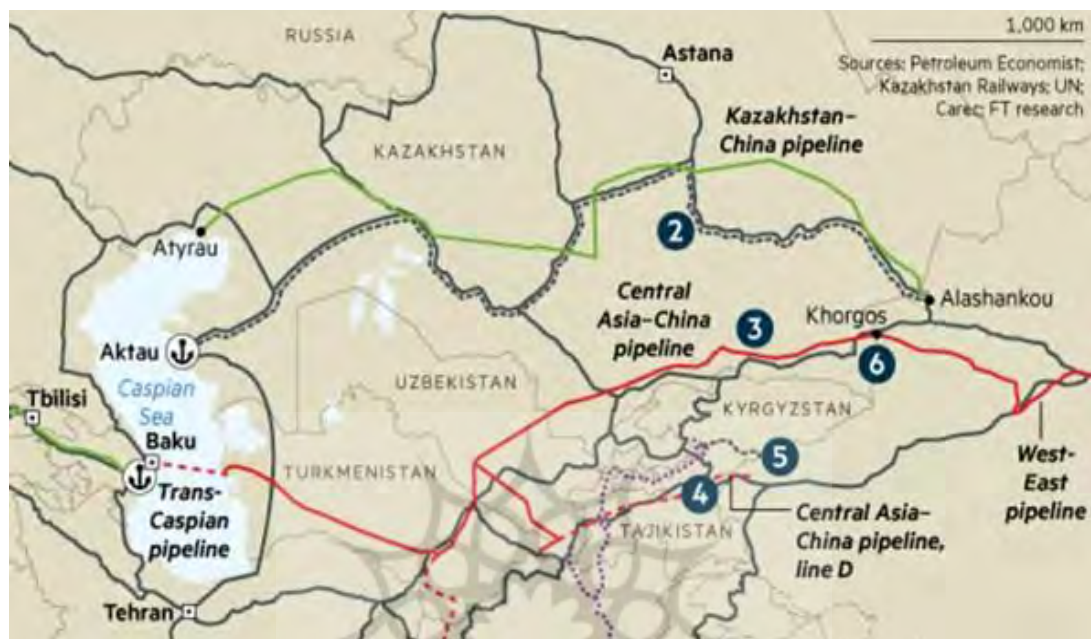 RUSSIA
1,000 km
Astana
Sources: Petroleum Economist;
Kazakhstan Railways; UN;
Carec; FT research
Kazakhstan–
China pipeline
KAZAKHSTAN
2
Atyrau
Central
Asia–China
pipeline
3
Khorgos
Alashankou
Aktau
6
Caspian
Sea
UZBEKISTAN
KYRGYZSTAN
Tbilisi
Baku
TURKMENISTAN
5
West-
East
pipeline
Trans-
Caspian
pipeline
4
TAJIKISTAN
Central Asia–
China pipeline,
line D
Tehran